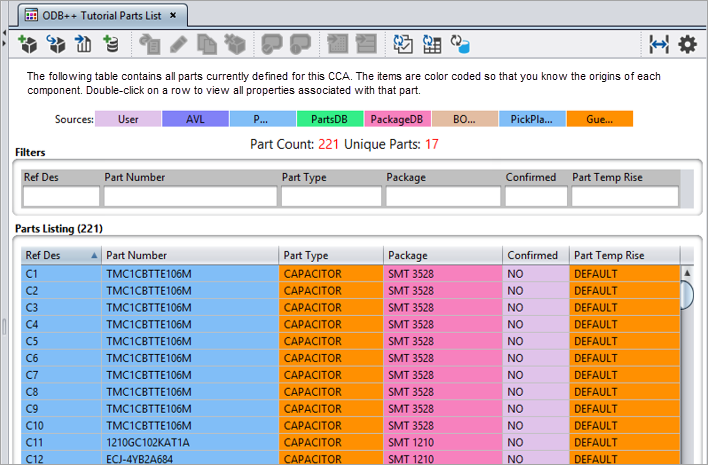 ODB++ Tutorial Parts List
The following table contains all parts currently defined for this CCA. The items are color coded so that you know the origins of each
component. Double-click on a row to view all properties associated with that part.
Sources: User AVL P... PartsDB PackageDB BO... PickPla... Gue...
Part Count: 221 Unique Parts: 17
Filters
Ref Des Part Number Part Type Package Confirmed Part Temp Rise
Parts Listing (221)
Ref Des Part Number Part Type Package Confirmed Part Temp Rise
C1 TMC1CBTTE106M CAPACITOR SMT 3528 NO DEFAULT
C2 TMC1CBTTE106M CAPACITOR SMT 3528 NO DEFAULT
C3 TMC1CBTTE106M CAPACITOR SMT 3528 NO DEFAULT
C4 TMC1CBTTE106M CAPACITOR SMT 3528 NO DEFAULT
C5 TMC1CBTTE106M CAPACITOR SMT 3528 NO DEFAULT
C6 TMC1CBTTE106M CAPACITOR SMT 3528 NO DEFAULT
C7 TMC1CBTTE106M CAPACITOR SMT 3528 NO DEFAULT
C8 TMC1CBTTE106M CAPACITOR SMT 3528 NO DEFAULT
C9 TMC1CBTTE106M CAPACITOR SMT 3528 NO DEFAULT
C10 TMC1CBTTE106M CAPACITOR SMT 3528 NO DEFAULT
C11 1210GC102KAT1A CAPACITOR SMT 1210 NO DEFAULT
C12 ECJ-4YB2A684 CAPACITOR SMT 1210 NO DEFAULT